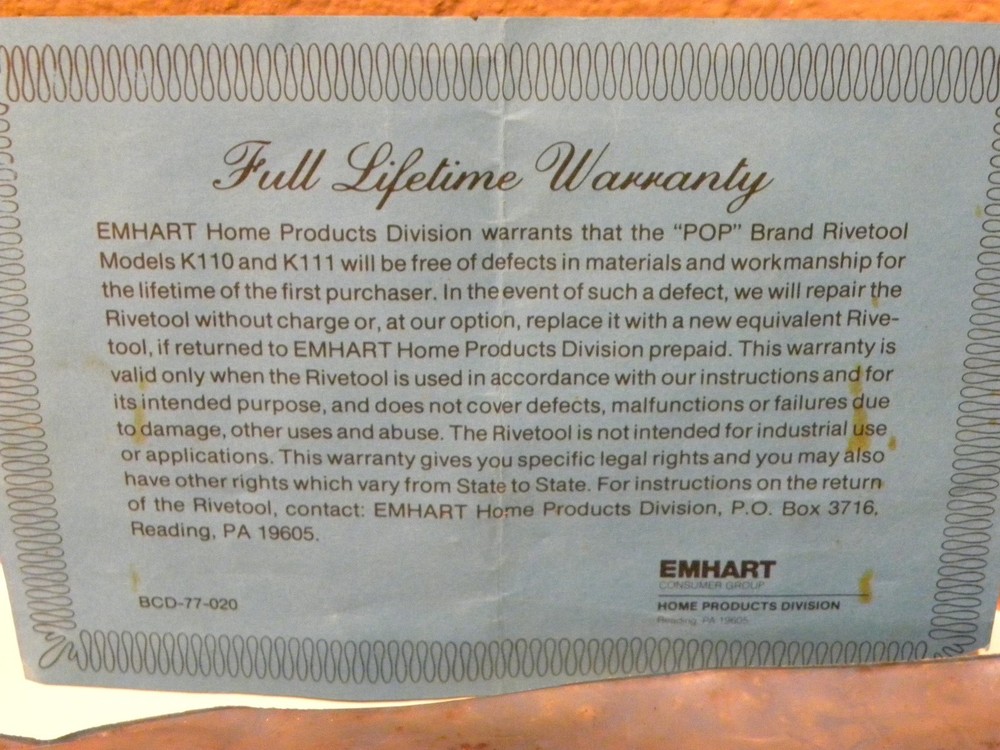 Full Lifetime Warranty
EMHART Home Products Division warrants that the “POP” Brand Rivetool
Models K110 and K111 will be free of defects in materials and workmanship for
the lifetime of the first purchaser. In the event of such a defect, we will repair the
Rivetool without charge or, at our option, replace it with a new equivalent Rive-
tool, if returned to EMHART Home Products Division prepaid. This warranty is
valid only when the Rivetool is used in accordance with our instructions and for
its intended purpose, and does not cover defects, malfunctions or failures due
to damage, other uses and abuse. The Rivetool is not intended for industrial use
or applications. This warranty gives you specific legal rights and you may also
have other rights which vary from State to State. For instructions on the return
of the Rivetool, contact: EMHART Home Products Division, P.O. Box 3716,
Reading, PA 19605.
EMHART
CONSUMER GROUP
BCD-77-020
HOME PRODUCTS DIVISION
Reading, PA 19605